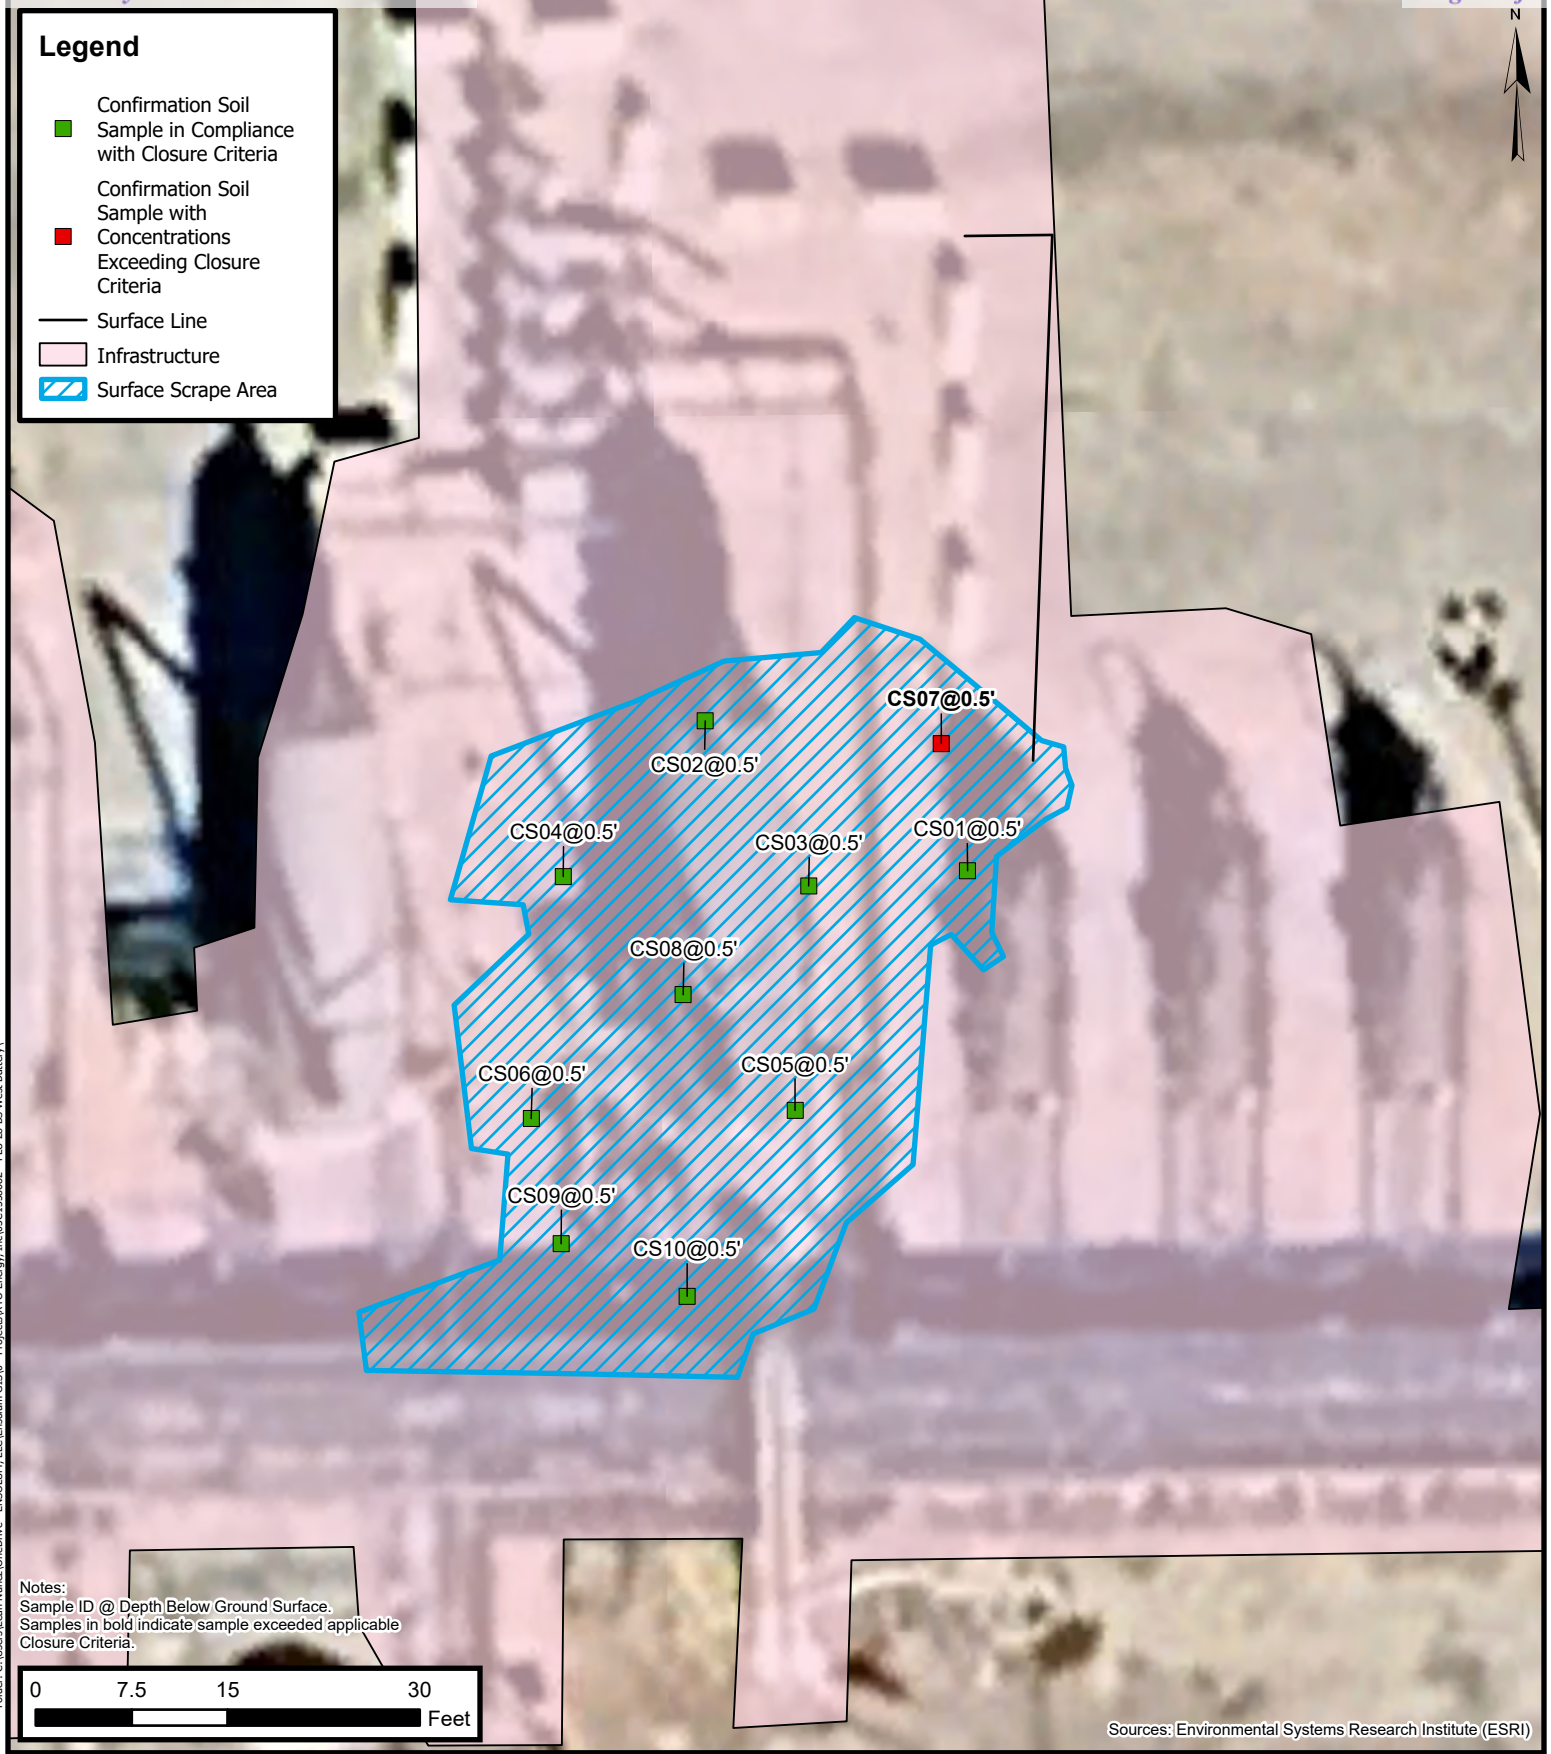 Legend
Confirmation Soil
Sample in Compliance
with Closure Criteria
Confirmation Soil
Sample with
Concentrations
Exceeding Closure
Criteria
Surface Line
Infrastructure
Surface Scrape Area
N
CS07@0.5'
CS02@0.5'
CS04@0.5'
CS03@0.5'
CS01@0.5'
CS08@0.5'
CS06@0.5'
CS05@0.5'
CS09@0.5'
CS10@0.5'
Notes:
Sample ID @ Depth Below Ground Surface.
Samples in bold indicate sample exceeded applicable
Closure Criteria.
0 7.5 15 30
Feet
Sources: Environmental Systems Research Institute (ESRI)